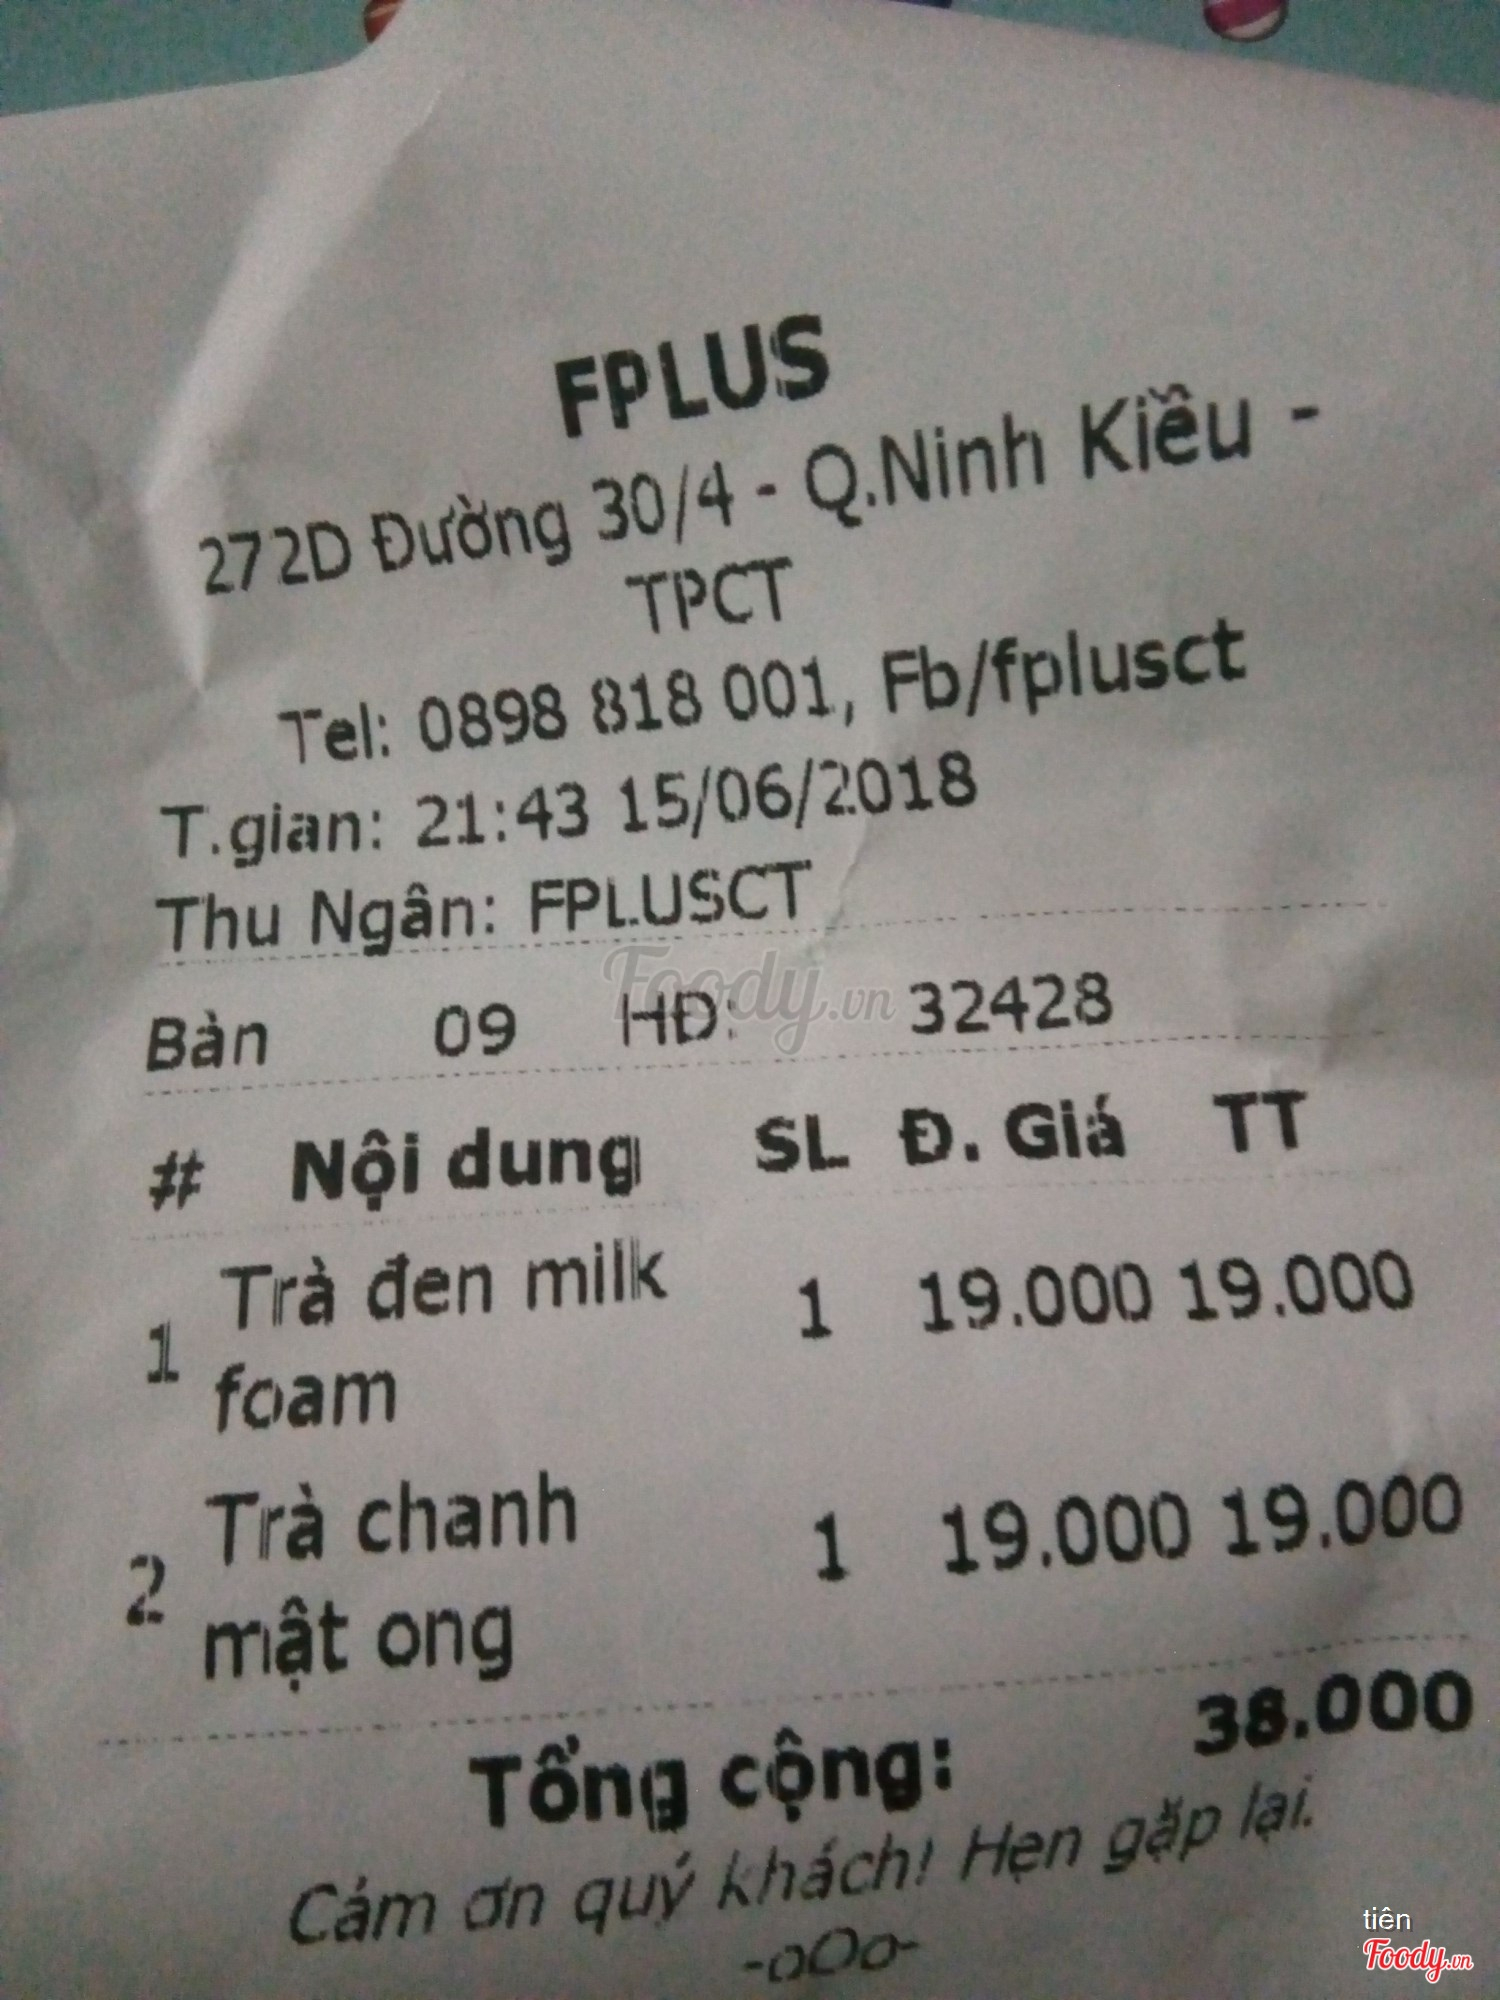 FPLUS
272D Đường 30/4 - Q.Ninh Kiều -
TPCT
Tel: 0898 818 001, Fb/fplusct
T.gian: 21:43 15/06/2018
Thu Ngân: FPLUSCT
Foody.vn
Bàn 09 HĐ: 32428
# Nội dung SL Đ. Giá TT
1 Trà đen milk 1 19.000 19.000
foam
2 Trà chanh 1 19.000 19.000
mật ong
Tổng cộng: 38.000
Cảm ơn quý khách! Hẹn gặp lại.
-oOo-
tiên
Foody.vn